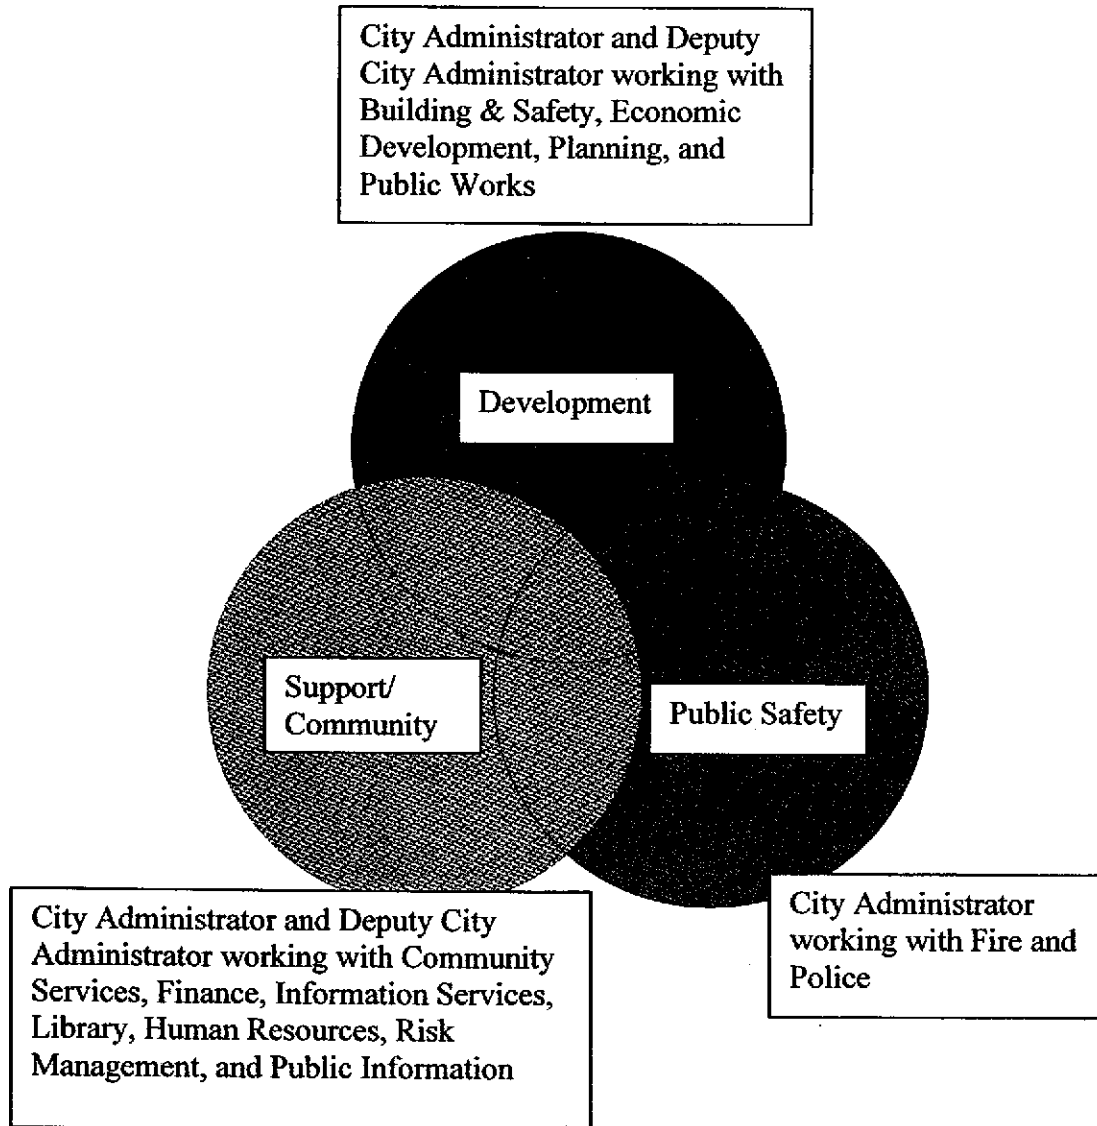 City Administrator and Deputy
City Administrator working with
Building & Safety, Economic
Development, Planning, and
Public Works
Development
Support/
Community
Public Safety
City Administrator and Deputy City
Administrator working with Community
Services, Finance, Information Services,
Library, Human Resources, Risk
Management, and Public Information
City Administrator
working with Fire and
Police